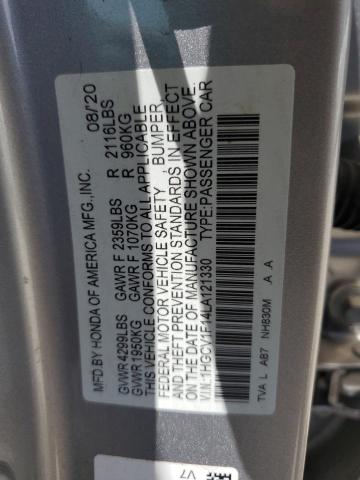 MFD.BY HONDA OF AMERICA MFG.,INC. 08/20
GVWR 4299LBS GAWR F 2359LBS R 2116LBS
GVWR 1950KG GAWR F 1070KG R 960KG
THIS VEHICLE CONFORMS TO ALL APPLICABLE
FEDERAL MOTOR VEHICLE SAFETY , BUMPER,
AND THEFT PREVENTION STANDARDS IN EFFECT
ON THE DATE OF MANUFACTURE SHOWN ABOVE.
V.I.N.:1HGCV1F14LA121330 TYPE:PASSENGER CAR
TVA L AB7 NH830M .A .A
V7